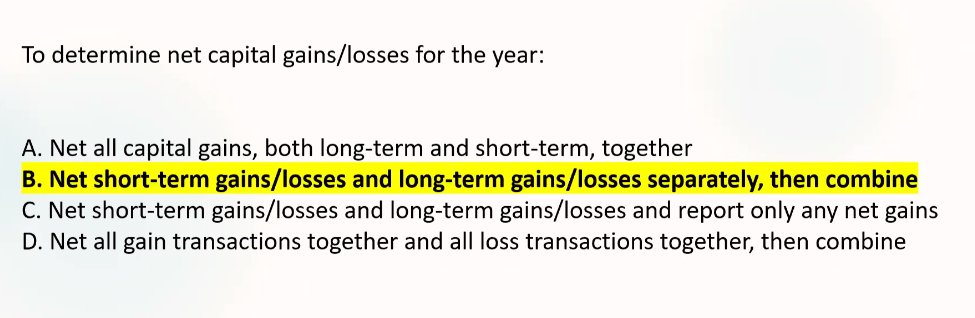 To determine net capital gains/losses for the year:
A. Net all capital gains, both long-term and short-term, together
B. Net short-term gains/losses and long-term gains/losses separately, then combine
C. Net short-term gains/losses and long-term gains/losses and report only any net gains
D. Net all gain transactions together and all loss transactions together, then combine